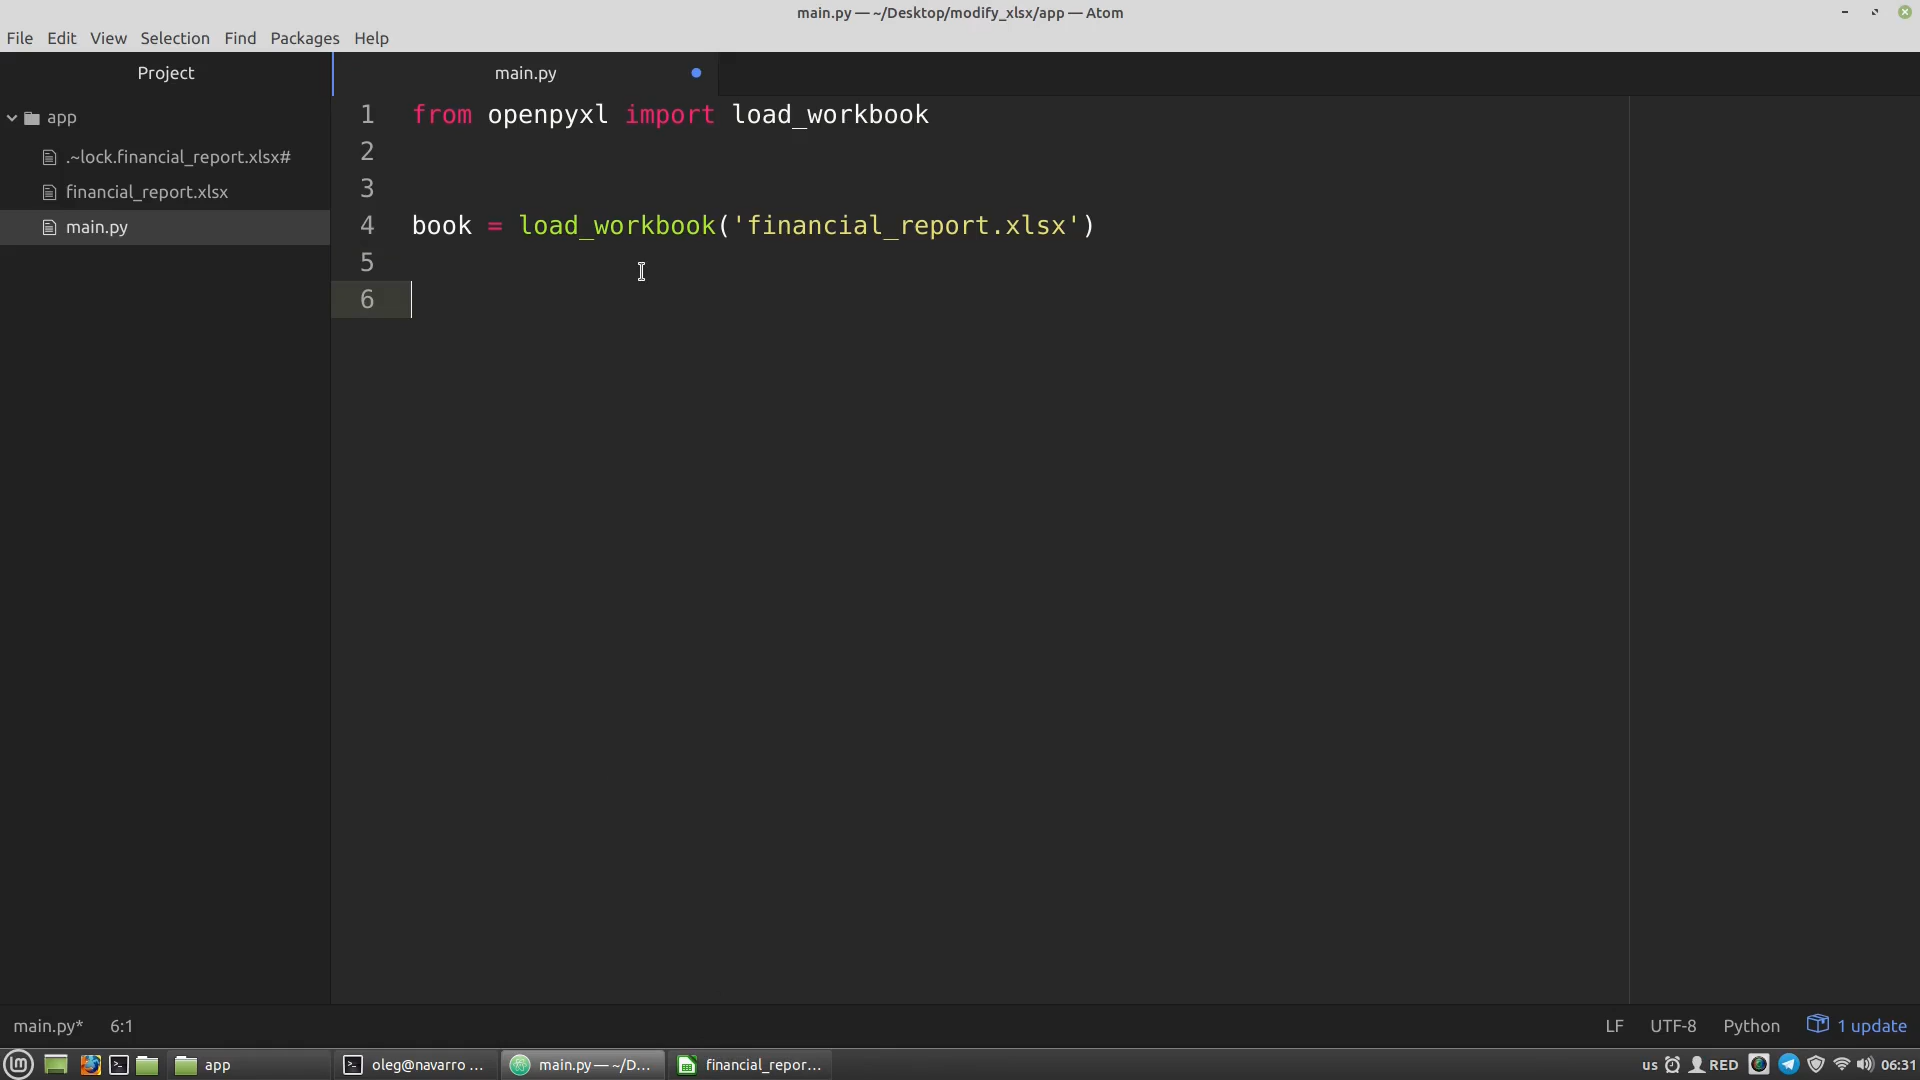 main.py — ~/Desktop/modify_xlsx/app — Atom
File Edit View Selection Find Packages Help
Project
main.py
app
.~lock.financial_report.xlsx#
financial_report.xlsx
main.py
1 from openpyxl import load_workbook
2
3
4 book = load_workbook('financial_report.xlsx')
5
6
main.py* 6:1
LF UTF-8 Python 1 update
app
oleg@navarro ...
main.py — ~/D...
financial_repor...
us RED 06:31